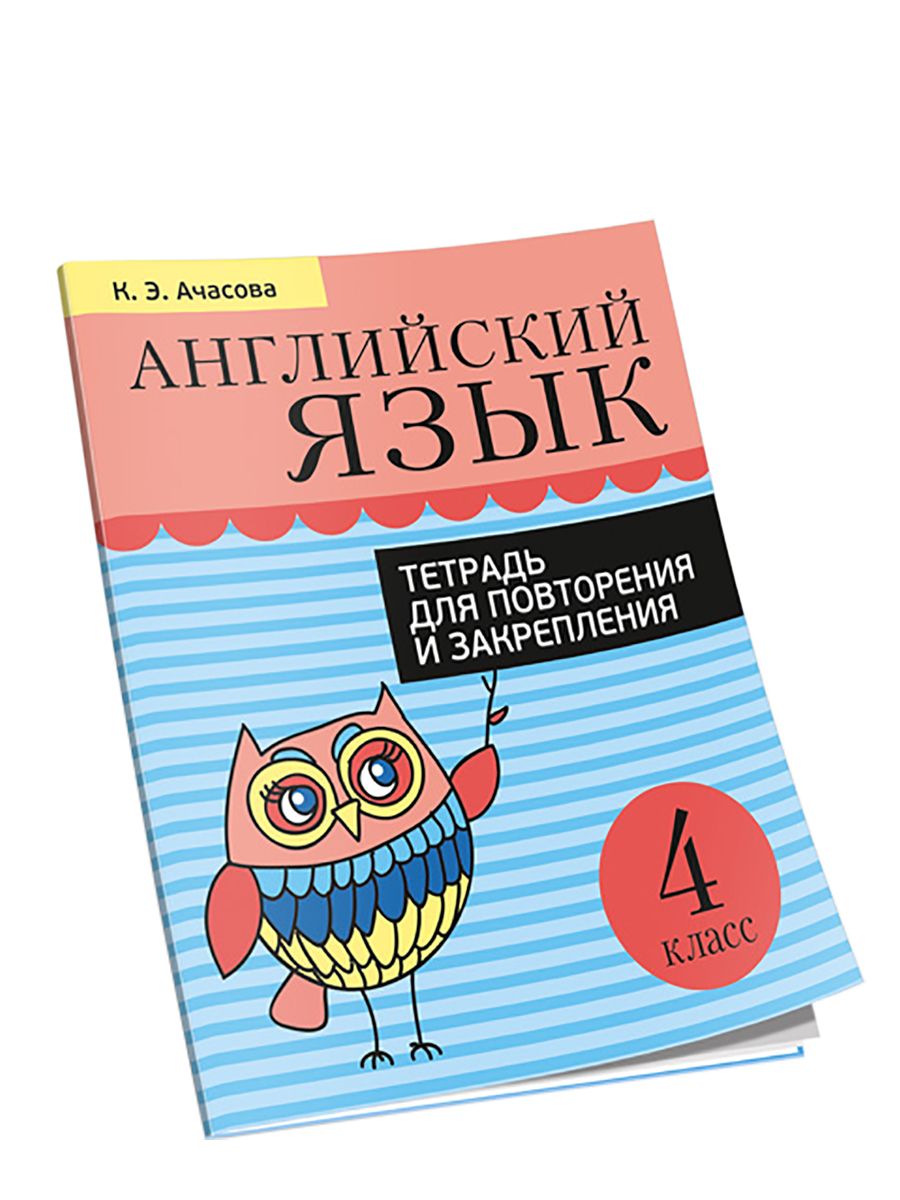 К. Э. Ачасова
АНГЛИЙСКИЙ
ЯЗЫК
ТЕТРАДЬ
ДЛЯ ПОВТОРЕНИЯ
И ЗАКРЕПЛЕНИЯ
4
класс